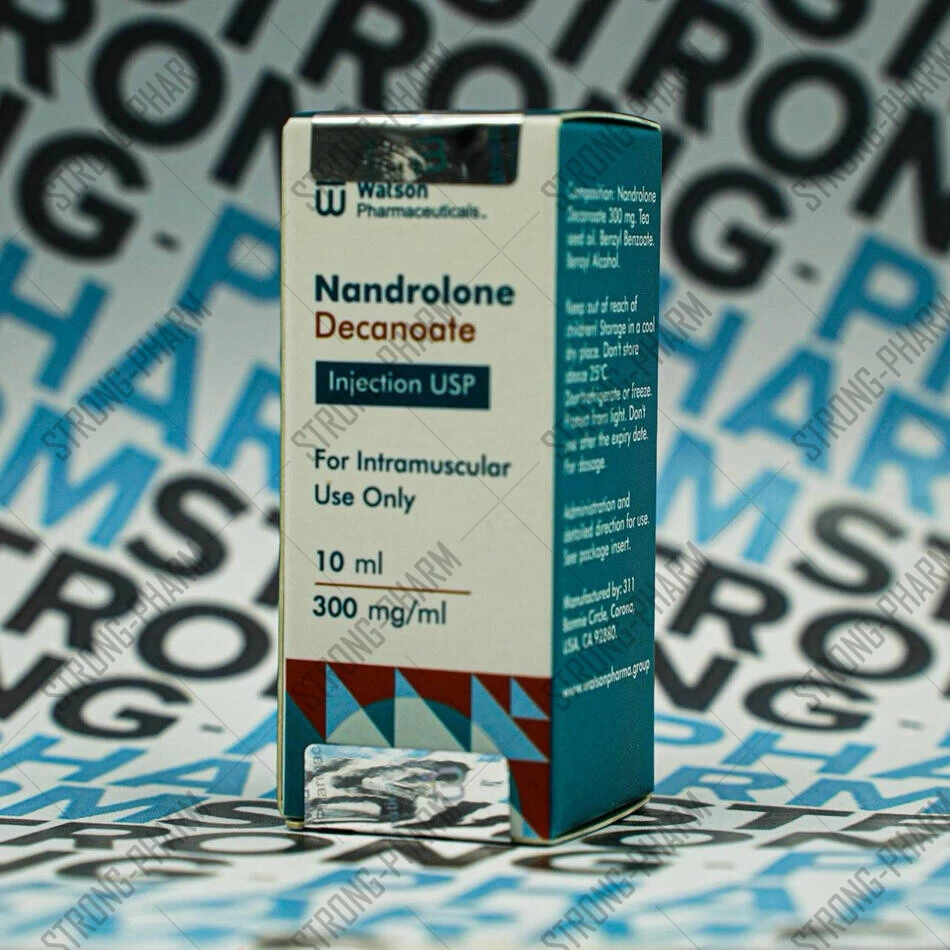 Watson
Pharmaceuticals
Nandrolone
Decanoate
Injection USP
For Intramuscular
Use Only
10 ml
300 mg/ml
Composition: Nandrolone
Decanoate 300 mg. Tea
seed oil. Benzyl Benzoate.
Benzyl Alcohol.
Keep out of reach of
children! Storage in a cool
dry place. Don't store
above 25°C
Don't refrigerate or freeze.
Protect from light. Don't
use after the expiry date.
For dosage.
Administration and
detailed direction for use.
See package insert.
Manufactured by: 311
Bonnie Circle, Corona,
USA, CA 92880.
www.watsonpharma.group
STRONG-PHARM